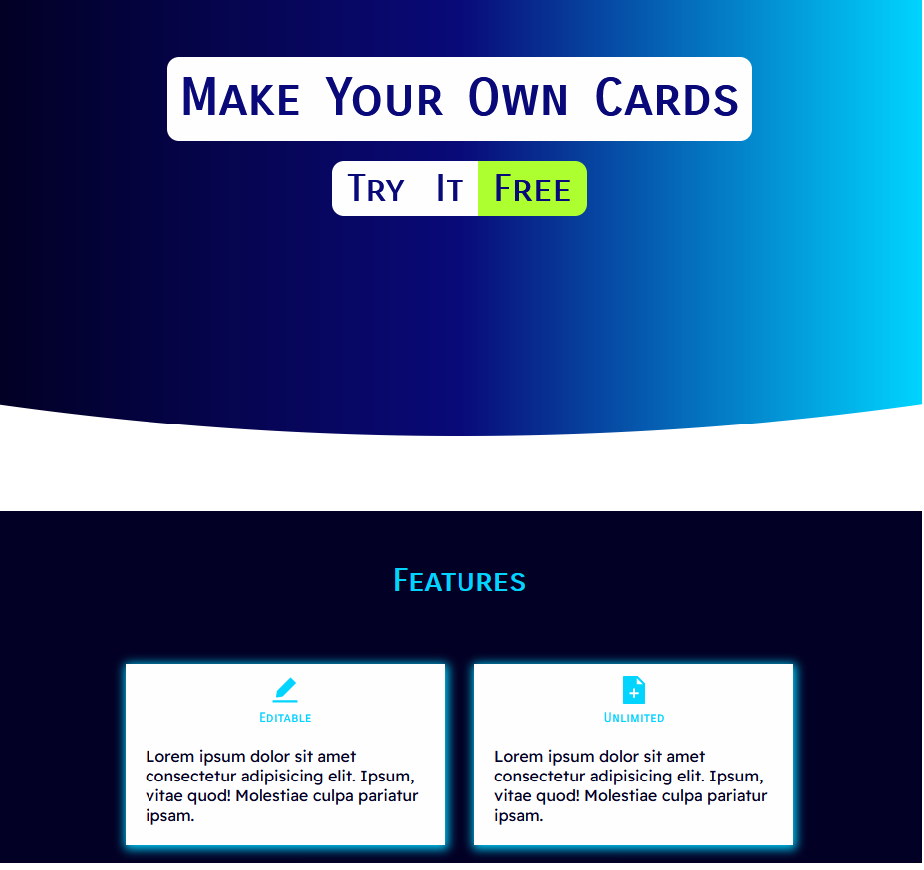 Make Your Own Cards
Try It Free
Features
Editable
Lorem ipsum dolor sit amet
consectetur adipisicing elit. Ipsum,
vitae quod! Molestiae culpa pariatur
ipsam.
Unlimited
Lorem ipsum dolor sit amet
consectetur adipisicing elit. Ipsum,
vitae quod! Molestiae culpa pariatur
ipsam.